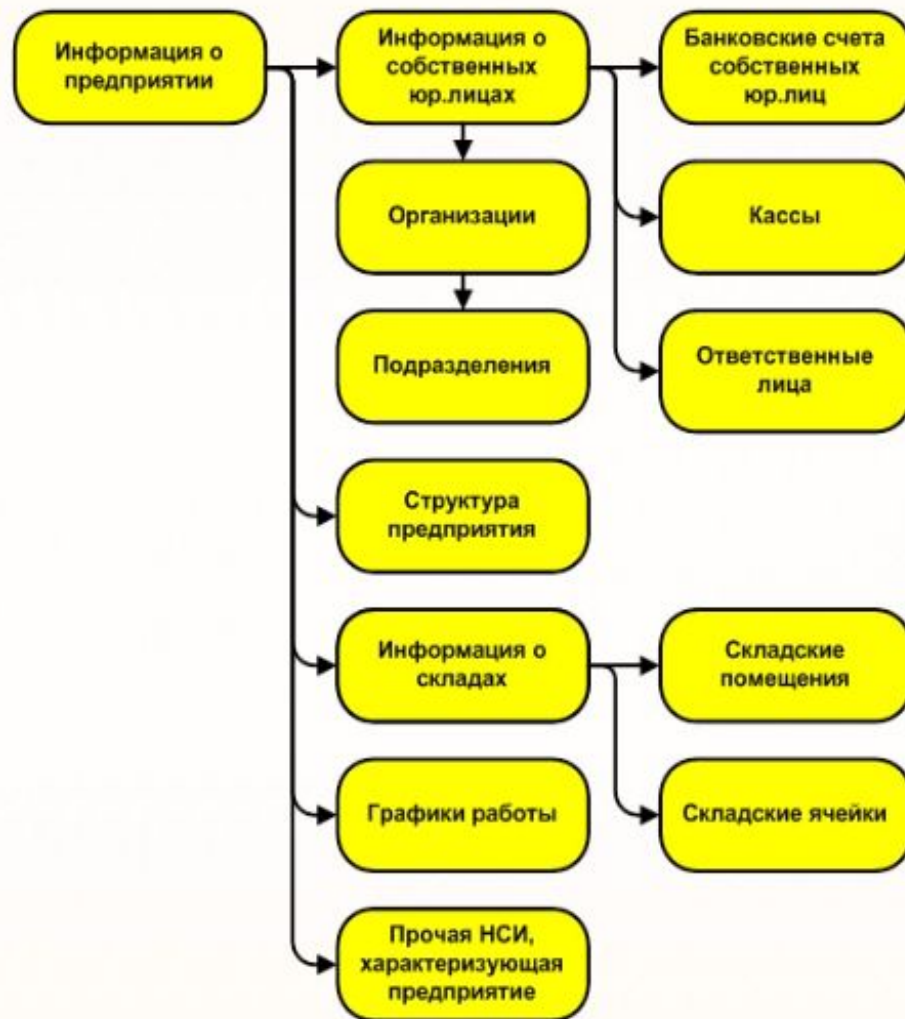 Информация о
предприятии
Информация о
собственных
юр.лицах
Банковские счета
собственных
юр.лиц
Организации
Кассы
Подразделения
Ответственные
лица
Структура
предприятия
Информация о
складах
Складские
помещения
Графики работы
Складские ячейки
Прочая НСИ,
характеризующая
предприятие